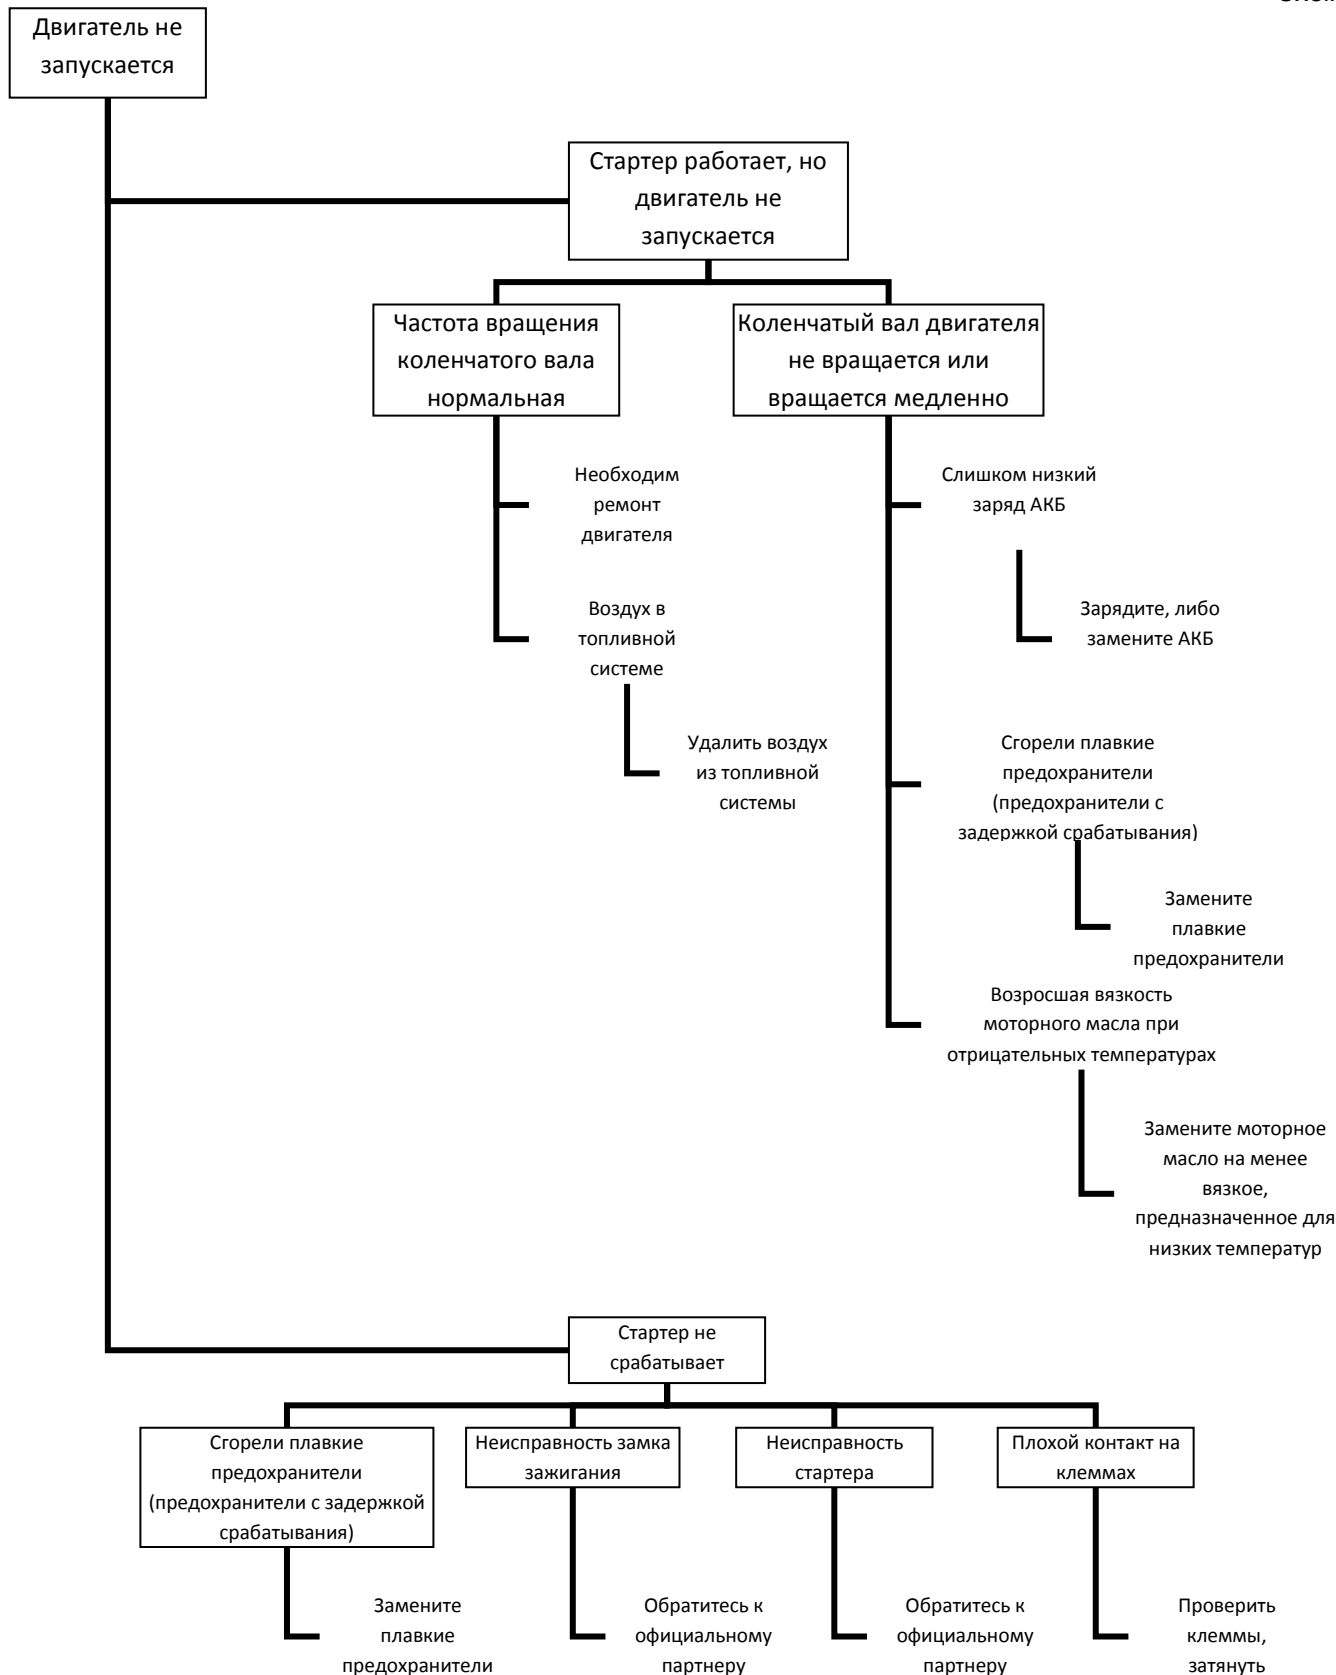 Двигатель не
запускается
Стартер работает, но
двигатель не
запускается
Частота вращения
коленчатого вала
нормальная
Коленчатый вал двигателя
не вращается или
вращается медленно
Необходим
ремонт
двигателя
Слишком низкий
заряд АКБ
Воздух в
топливной
системе
Зарядите, либо
замените АКБ
Удалить воздух
из топливной
системы
Сгорели плавкие
предохранители
(предохранители с
задержкой срабатывания)
Замените
плавкие
предохранители
Возросшая вязкость
моторного масла при
отрицательных температурах
Замените моторное
масло на менее
вязкое,
предназначенное для
низких температур
Стартер не
срабатывает
Сгорели плавкие
предохранители
(предохранители с задержкой
срабатывания)
Неисправность замка
зажигания
Неисправность
стартера
Плохой контакт на
клеммах
Замените
плавкие
предохранители
Обратитесь к
официальному
партнеру
Обратитесь к
официальному
партнеру
Проверить
клеммы,
затянуть